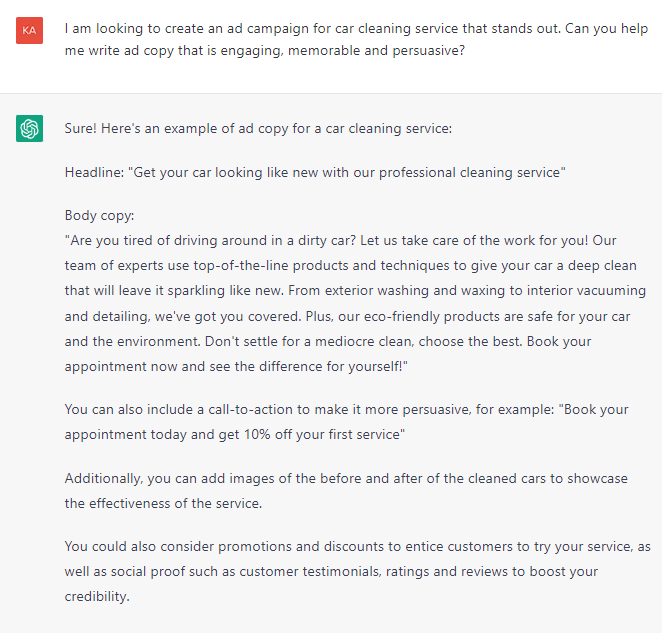 KA
I am looking to create an ad campaign for car cleaning service that stands out. Can you help
me write ad copy that is engaging, memorable and persuasive?
Sure! Here's an example of ad copy for a car cleaning service:
Headline: "Get your car looking like new with our professional cleaning service"
Body copy:
"Are you tired of driving around in a dirty car? Let us take care of the work for you! Our
team of experts use top-of-the-line products and techniques to give your car a deep clean
that will leave it sparkling like new. From exterior washing and waxing to interior vacuuming
and detailing, we've got you covered. Plus, our eco-friendly products are safe for your car
and the environment. Don't settle for a mediocre clean, choose the best. Book your
appointment now and see the difference for yourself!"
You can also include a call-to-action to make it more persuasive, for example: "Book your
appointment today and get 10% off your first service"
Additionally, you can add images of the before and after of the cleaned cars to showcase
the effectiveness of the service.
You could also consider promotions and discounts to entice customers to try your service, as
well as social proof such as customer testimonials, ratings and reviews to boost your
credibility.